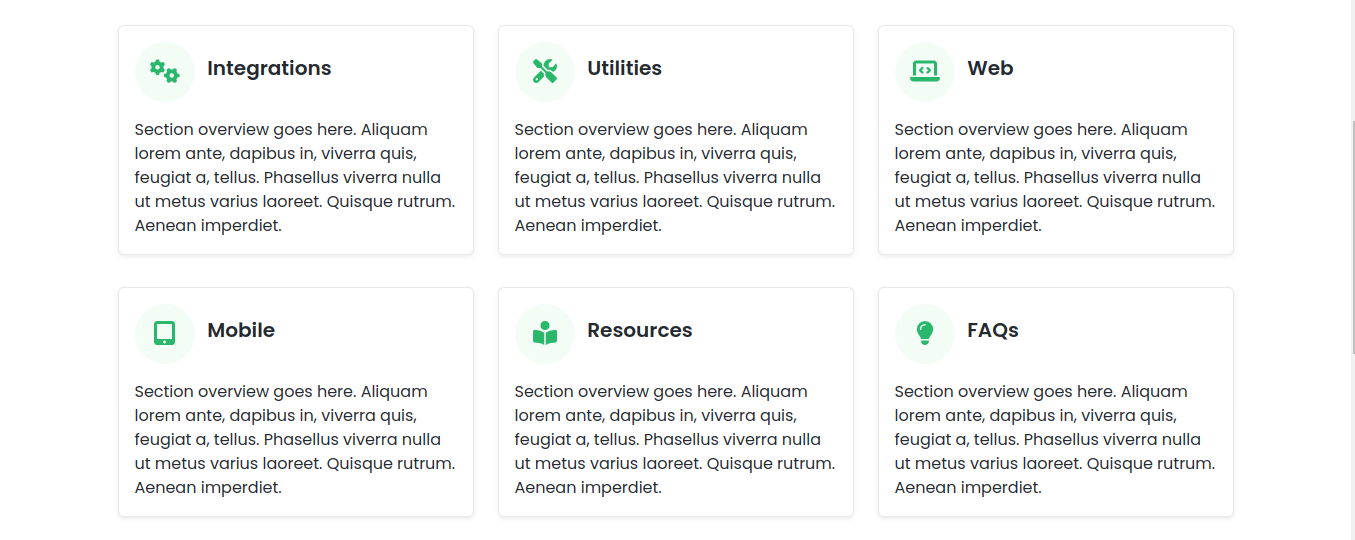 Integrations
Section overview goes here. Aliquam
lorem ante, dapibus in, viverra quis,
feugiat a, tellus. Phasellus viverra nulla
ut metus varius laoreet. Quisque rutrum.
Aenean imperdiet.
Utilities
Section overview goes here. Aliquam
lorem ante, dapibus in, viverra quis,
feugiat a, tellus. Phasellus viverra nulla
ut metus varius laoreet. Quisque rutrum.
Aenean imperdiet.
Web
Section overview goes here. Aliquam
lorem ante, dapibus in, viverra quis,
feugiat a, tellus. Phasellus viverra nulla
ut metus varius laoreet. Quisque rutrum.
Aenean imperdiet.
Mobile
Section overview goes here. Aliquam
lorem ante, dapibus in, viverra quis,
feugiat a, tellus. Phasellus viverra nulla
ut metus varius laoreet. Quisque rutrum.
Aenean imperdiet.
Resources
Section overview goes here. Aliquam
lorem ante, dapibus in, viverra quis,
feugiat a, tellus. Phasellus viverra nulla
ut metus varius laoreet. Quisque rutrum.
Aenean imperdiet.
FAQs
Section overview goes here. Aliquam
lorem ante, dapibus in, viverra quis,
feugiat a, tellus. Phasellus viverra nulla
ut metus varius laoreet. Quisque rutrum.
Aenean imperdiet.